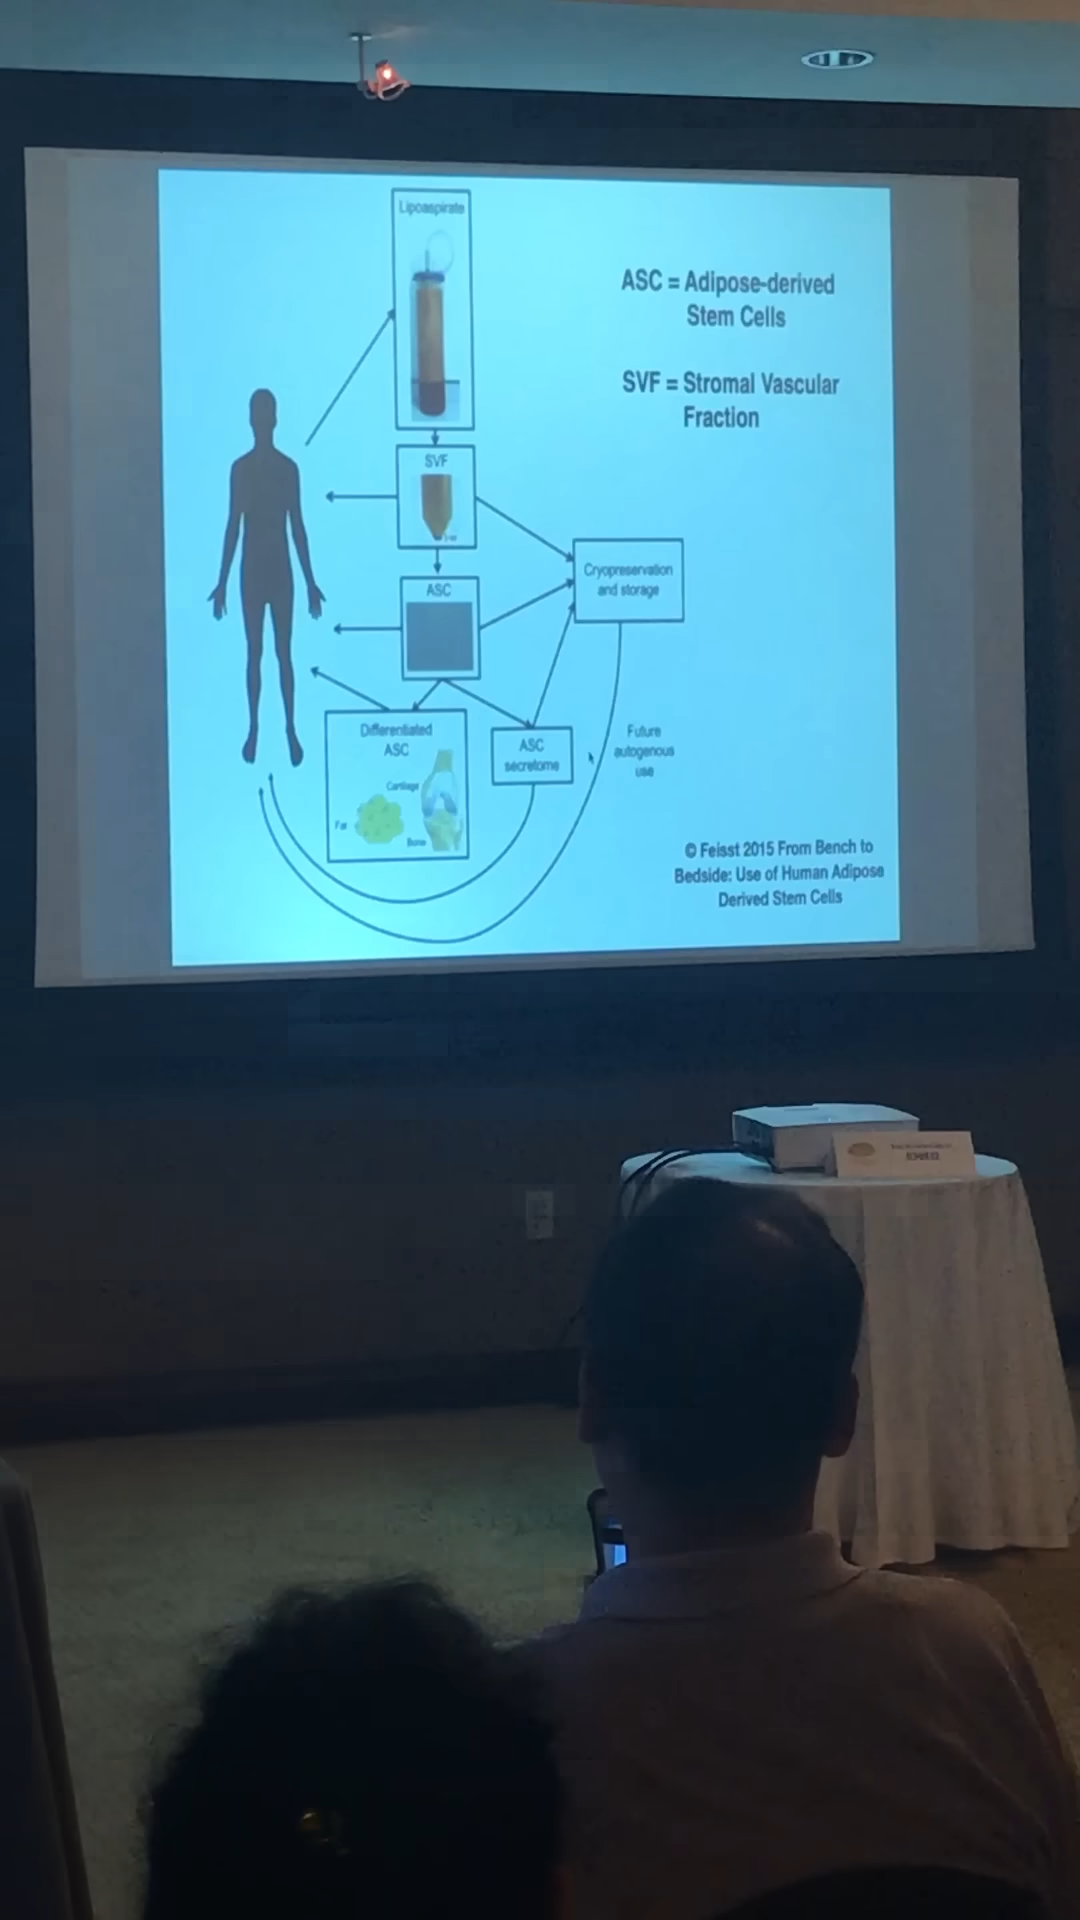 Lipoaspirate
ASC = Adipose-derived
Stem Cells
SVF = Stromal Vascular
Fraction
SVF
ASC
Cryopreservation
and storage
Differentiated
ASC
Cartilage
Fat
Bone
ASC
secretome
Future
autogenous
use
© Feisst 2015 From Bench to
Bedside: Use of Human Adipose
Derived Stem Cells